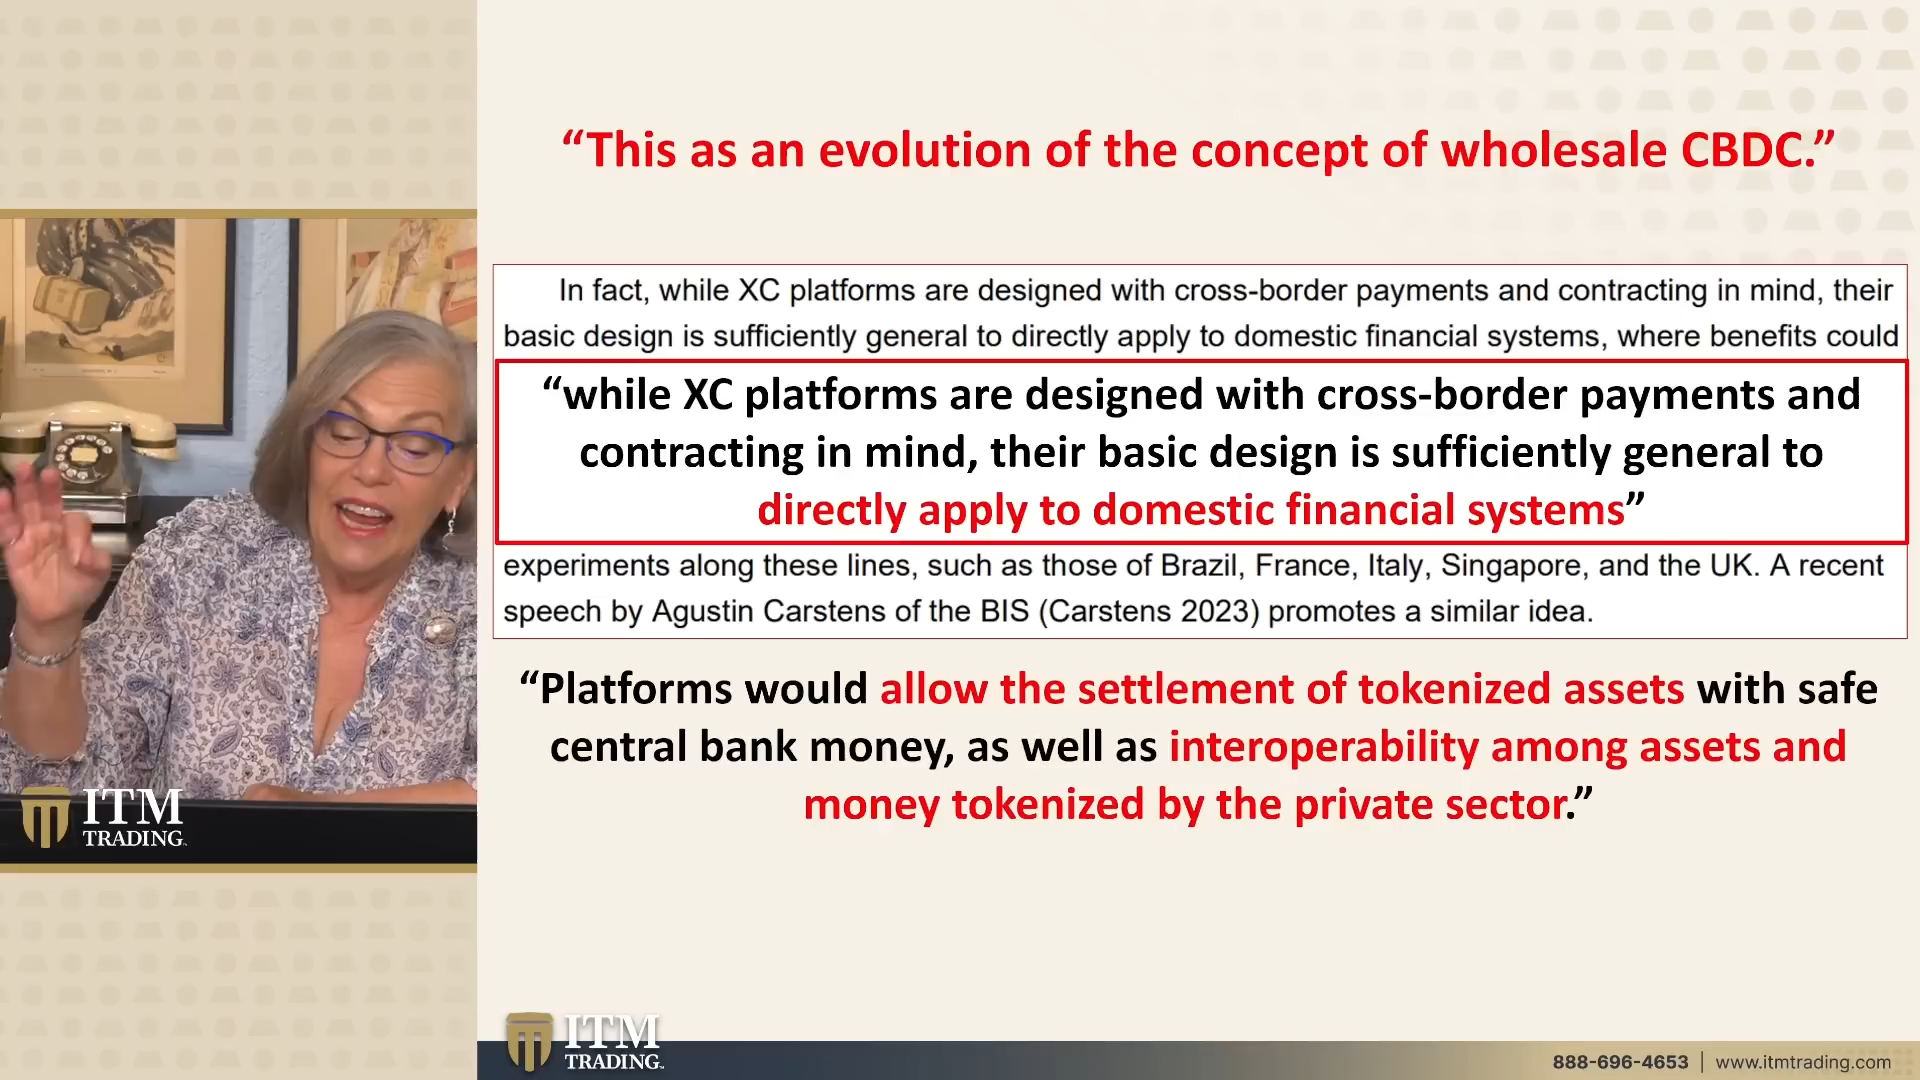 “This as an evolution of the concept of wholesale CBDC.”
In fact, while XC platforms are designed with cross-border payments and contracting in mind, their
basic design is sufficiently general to directly apply to domestic financial systems, where benefits could
“while XC platforms are designed with cross-border payments and
contracting in mind, their basic design is sufficiently general to
directly apply to domestic financial systems”
experiments along these lines, such as those of Brazil, France, Italy, Singapore, and the UK. A recent
speech by Agustin Carstens of the BIS (Carstens 2023) promotes a similar idea.
“Platforms would allow the settlement of tokenized assets with safe
central bank money, as well as interoperability among assets and
money tokenized by the private sector.”
ITM
TRADING
ITM
TRADING
888-696-4653 | www.itmtrading.com